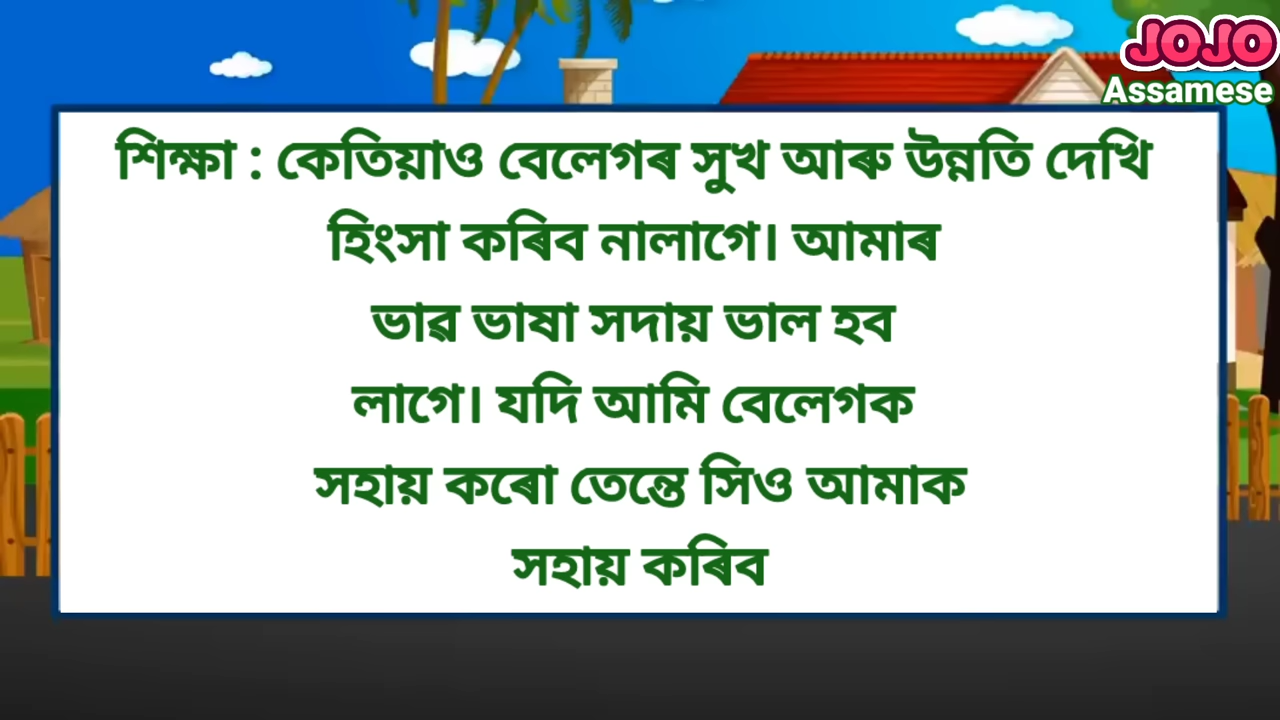 JOJO
Assamese
শিক্ষা : কেতিয়াও বেলেগৰ সুখ আৰু উন্নতি দেখি
হিংসা কৰিব নালাগে। আমাৰ
ভাৱ ভাষা সদায় ভাল হব
লাগে। যদি আমি বেলেগক
সহায় কৰো তেন্তে সিও আমাক
সহায় কৰিব